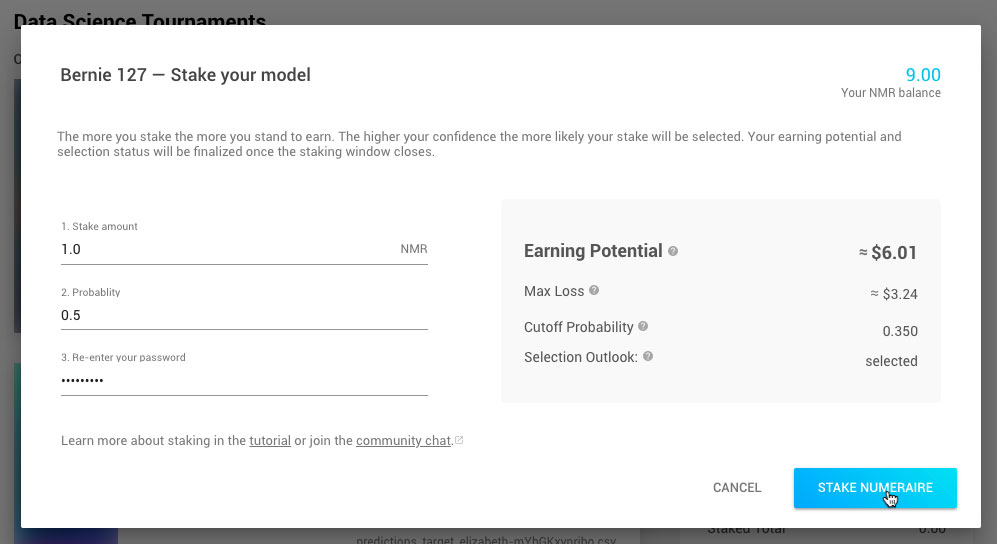 Data Science Tournaments
Bernie 127 — Stake your model
9.00
Your NMR balance
The more you stake the more you stand to earn. The higher your confidence the more likely your stake will be selected. Your earning potential and
selection status will be finalized once the staking window closes.
1. Stake amount
1.0 NMR
2. Probablity
0.5
3. Re-enter your password
•••••••••
Earning Potential ? ≈ $6.01
Max Loss ? ≈ $3.24
Cutoff Probability ? 0.350
Selection Outlook: ? selected
Learn more about staking in the tutorial or join the community chat.
CANCEL
STAKE NUMERAIRE
Staked Total 0.00